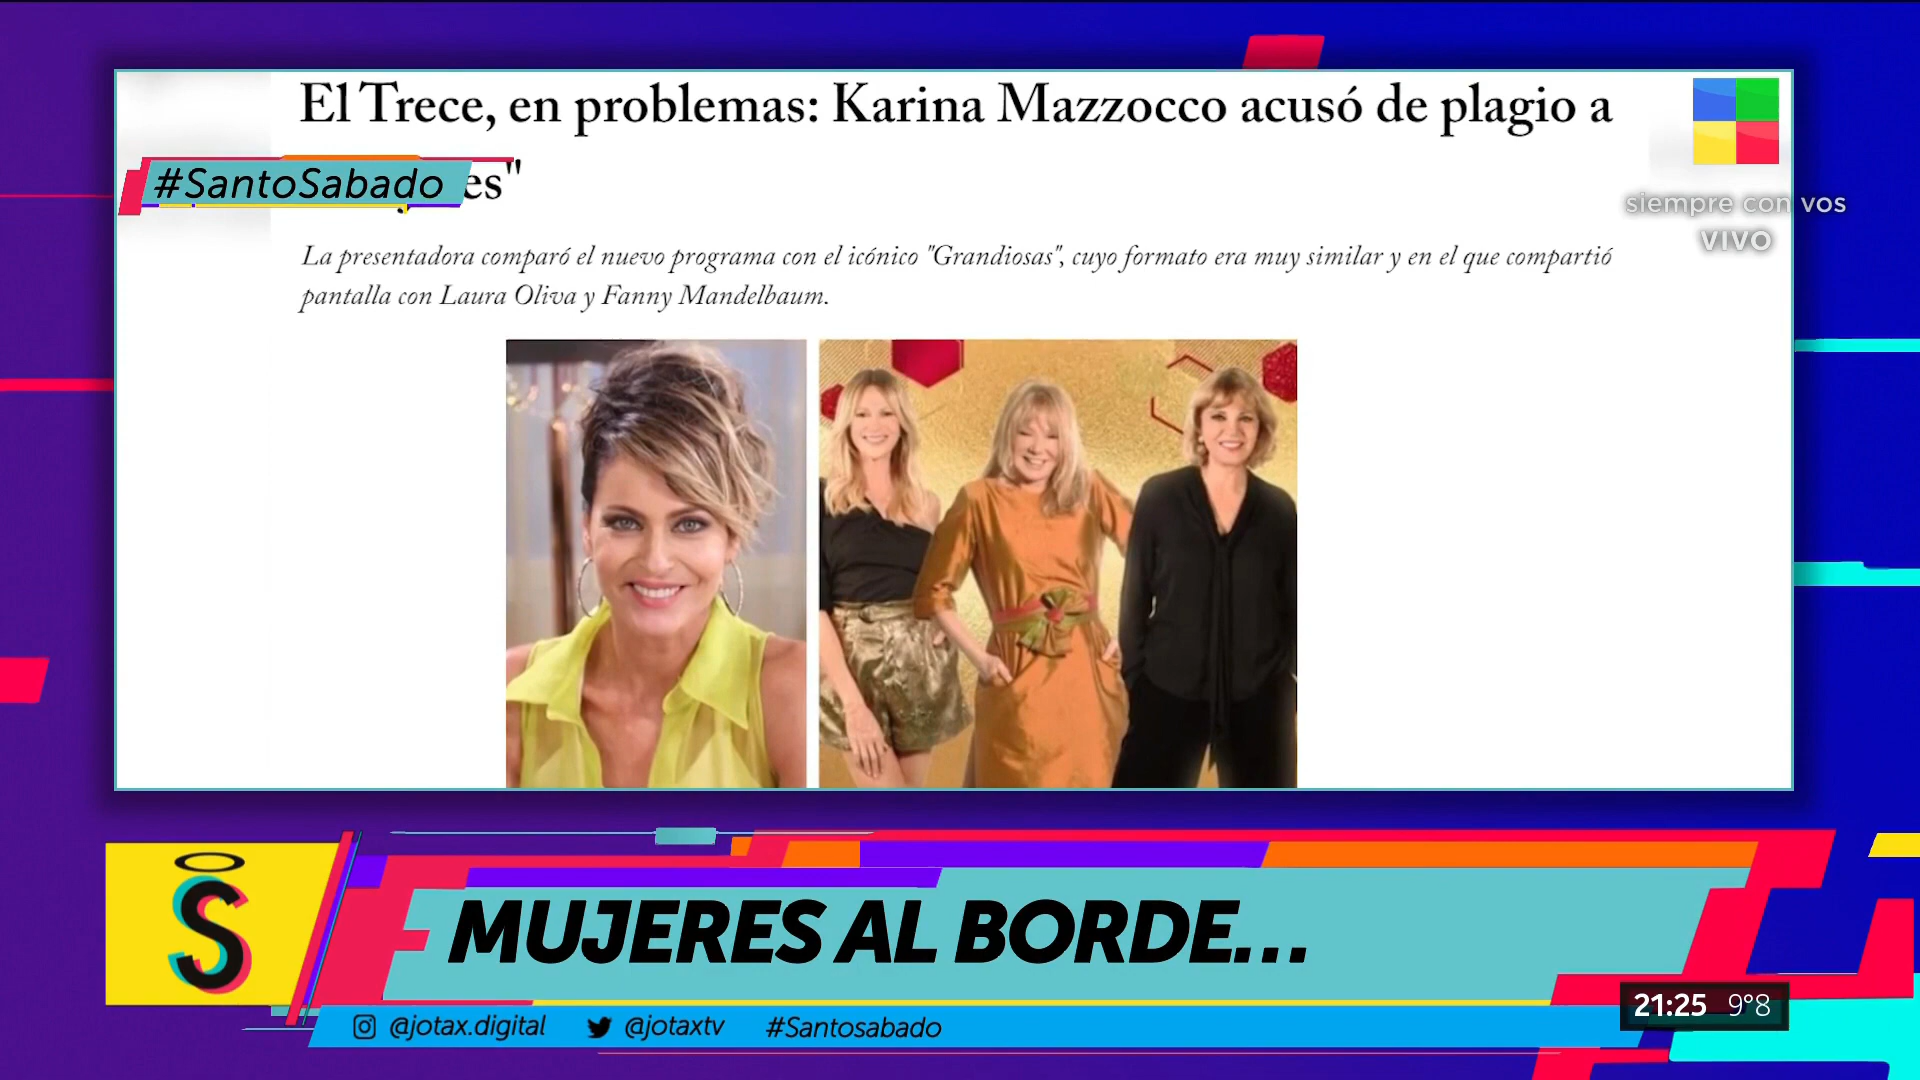 El Trece, en problemas: Karina Mazzocco acusó de plagio a
es"
#SantoSabado
siempre con vos
VIVO
La presentadora comparó el nuevo programa con el icónico "Grandiosas", cuyo formato era muy similar y en el que compartió
pantalla con Laura Oliva y Fanny Mandelbaum.
S
MUJERES AL BORDE...
@jotax.digital @jotaxtv #Santosabado
21:25 9°8